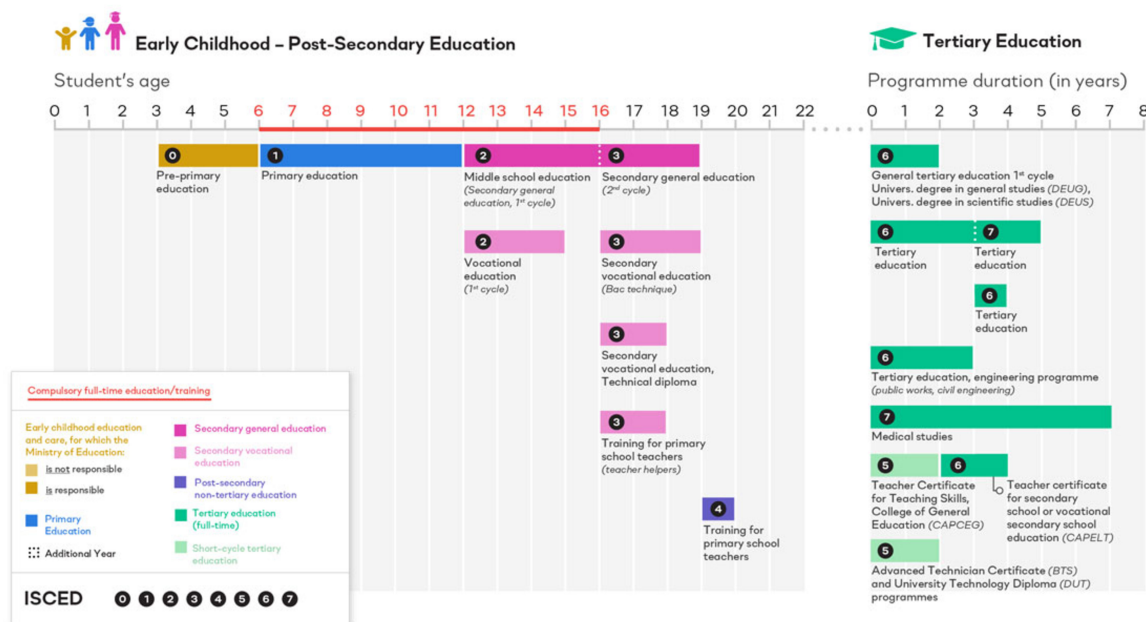 Early Childhood – Post-Secondary Education
Student's age
0 1 2 3 4 5 6 7 8 9 10 11 12 13 14 15 16 17 18 19 20 21 22
0
Pre-primary
education
1
Primary education
2
Middle school education
(Secondary general
education, 1st cycle)
3
Secondary general education
(2nd cycle)
2
Vocational
education
(1st cycle)
3
Secondary
vocational education
(Bac technique)
3
Secondary
vocational education,
Technical diploma
3
Training for primary
school teachers
(teacher helpers)
4
Training for
primary school
teachers
Tertiary Education
Programme duration (in years)
0 1 2 3 4 5 6 7 8
6
General tertiary education 1st cycle
Univers. degree in general studies (DEUG),
Univers. degree in scientific studies (DEUS)
6
Tertiary
education
7
Tertiary
education
6
Tertiary
education
6
Tertiary education, engineering programme
(public works, civil engineering)
7
Medical studies
5
Teacher Certificate
for Teaching Skills,
College of General
Education (CAPCEG)
6
Teacher certificate
for secondary
school or vocational
secondary school
education (CAPELT)
5
Advanced Technician Certificate (BTS)
and University Technology Diploma (DUT)
programmes
Compulsory full-time education/training
Early childhood education
and care, for which the
Ministry of Education:
is not responsible
is responsible
Primary
Education
Additional Year
Secondary general education
Secondary vocational
education
Post-secondary
non-tertiary education
Tertiary education
(full-time)
Short-cycle tertiary
education
ISCED 0 1 2 3 4 5 6 7